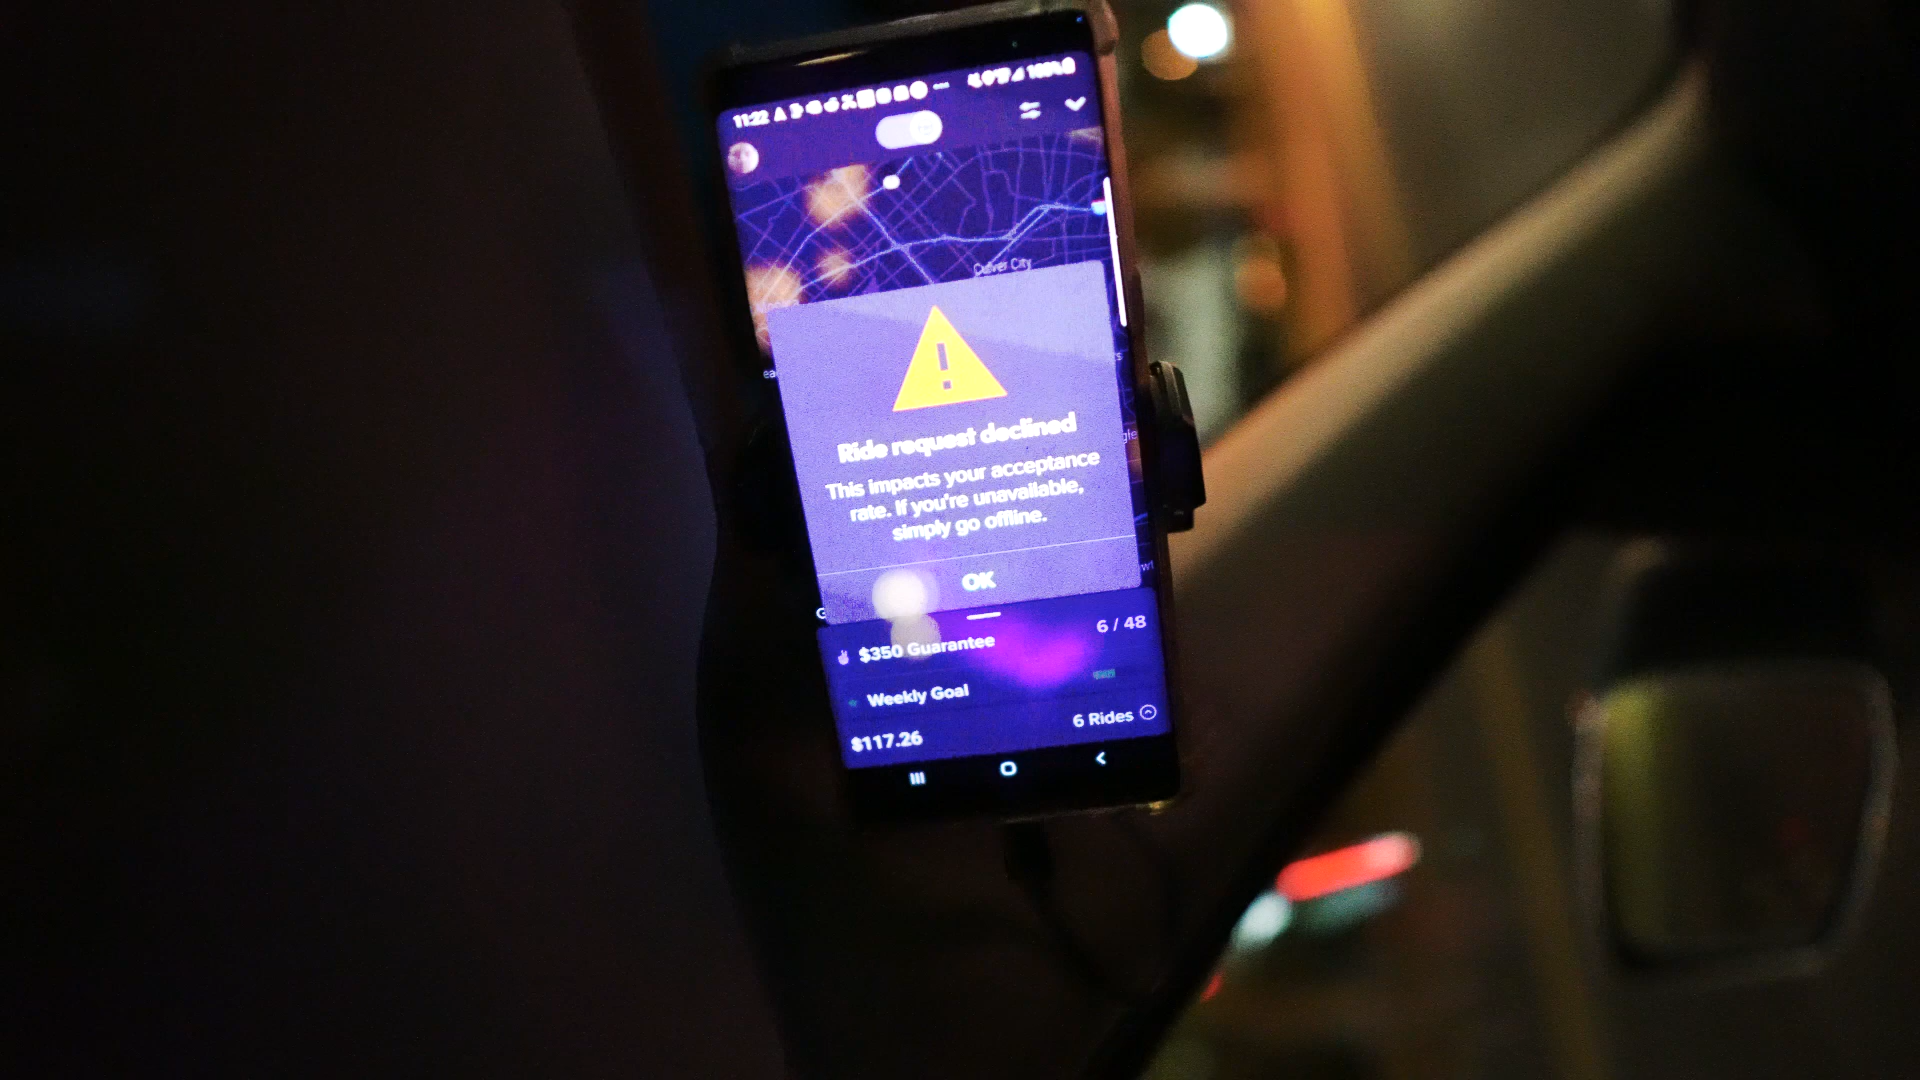 11:22
100%
Culver City
Ride request declined
This impacts your acceptance
rate. If you're unavailable,
simply go offline.
OK
$350 Guarantee
6 / 48
Weekly Goal
$117.26
6 Rides